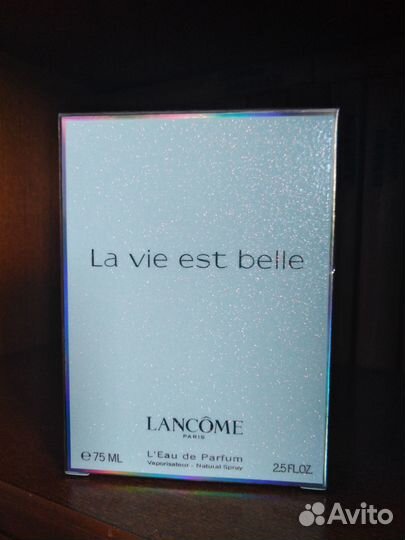 La vie est belle
LANCÔME
PARIS
e 75 ML L'Eau de Parfum 2.5 FL.OZ.
Vaporisateur - Natural Spray
Avito